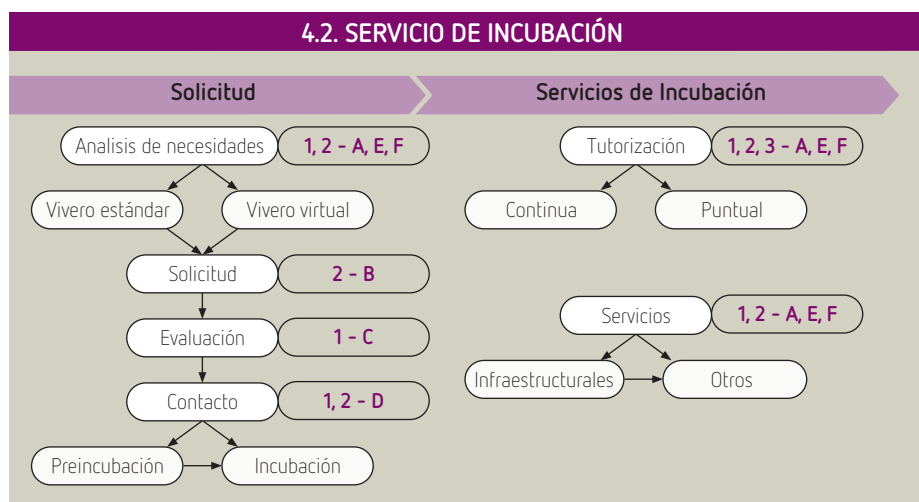 4.2. SERVICIO DE INCUBACIÓN
Solicitud
Analisis de necesidades
1, 2 - A, E, F
Vivero estándar
Vivero virtual
Solicitud
2 - B
Evaluación
1 - C
Contacto
1, 2 - D
Preincubación
Incubación
Servicios de Incubación
Tutorización
1, 2, 3 - A, E, F
Continua
Puntual
Servicios
1, 2 - A, E, F
Infraestructurales
Otros